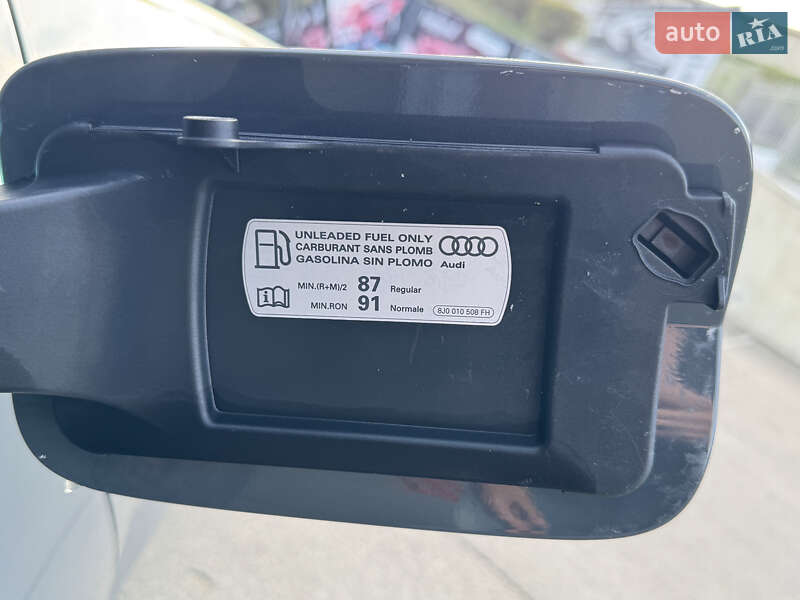 auto RIA .com
UNLEADED FUEL ONLY
CARBURANT SANS PLOMB
GASOLINA SIN PLOMO Audi
MIN.(R+M)/2 87 Regular
MIN.RON 91 Normale 8J0 010 508 FH